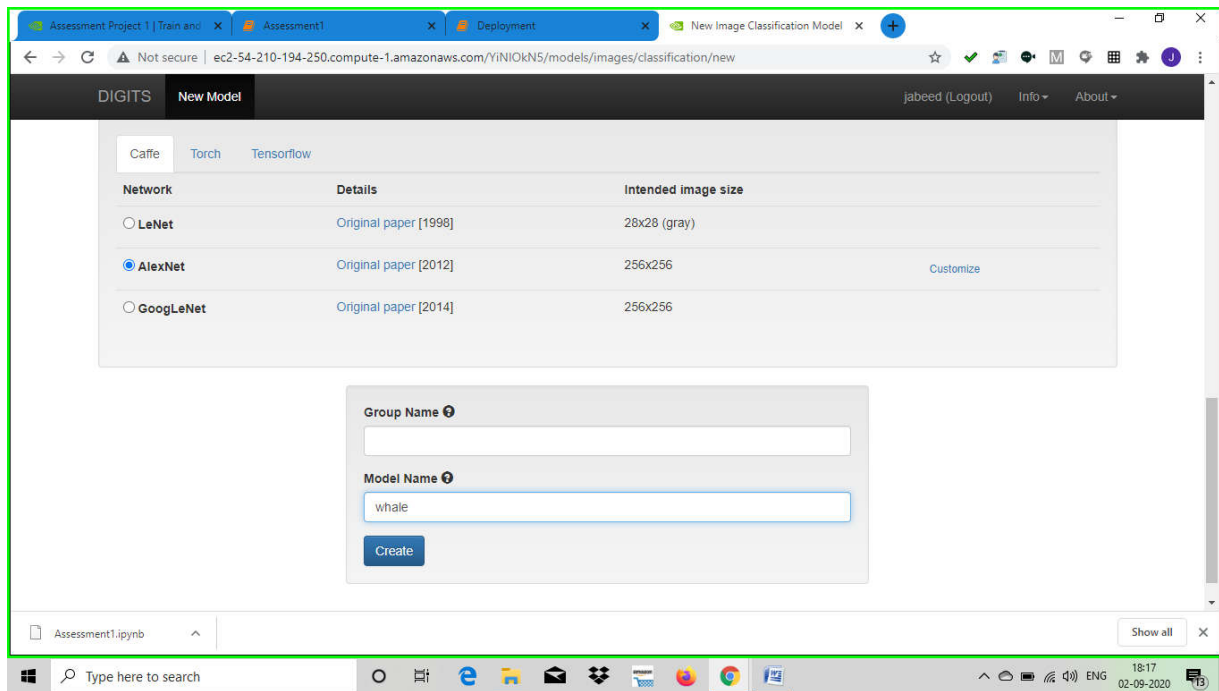 Assessment Project 1 | Train and
Assessment1
Deployment
New Image Classification Model
Not secure | ec2-54-210-194-250.compute-1.amazonaws.com/YiNIOkN5/models/images/classification/new
J
DIGITS New Model jabeed (Logout) Info About
Caffe Torch Tensorflow
Network Details Intended image size
LeNet Original paper [1998] 28x28 (gray)
AlexNet Original paper [2012] 256x256 Customize
GoogLeNet Original paper [2014] 256x256
Group Name
Model Name
whale
Create
Assessment1.ipynb Show all
Type here to search ENG 18:17
02-09-2020
13